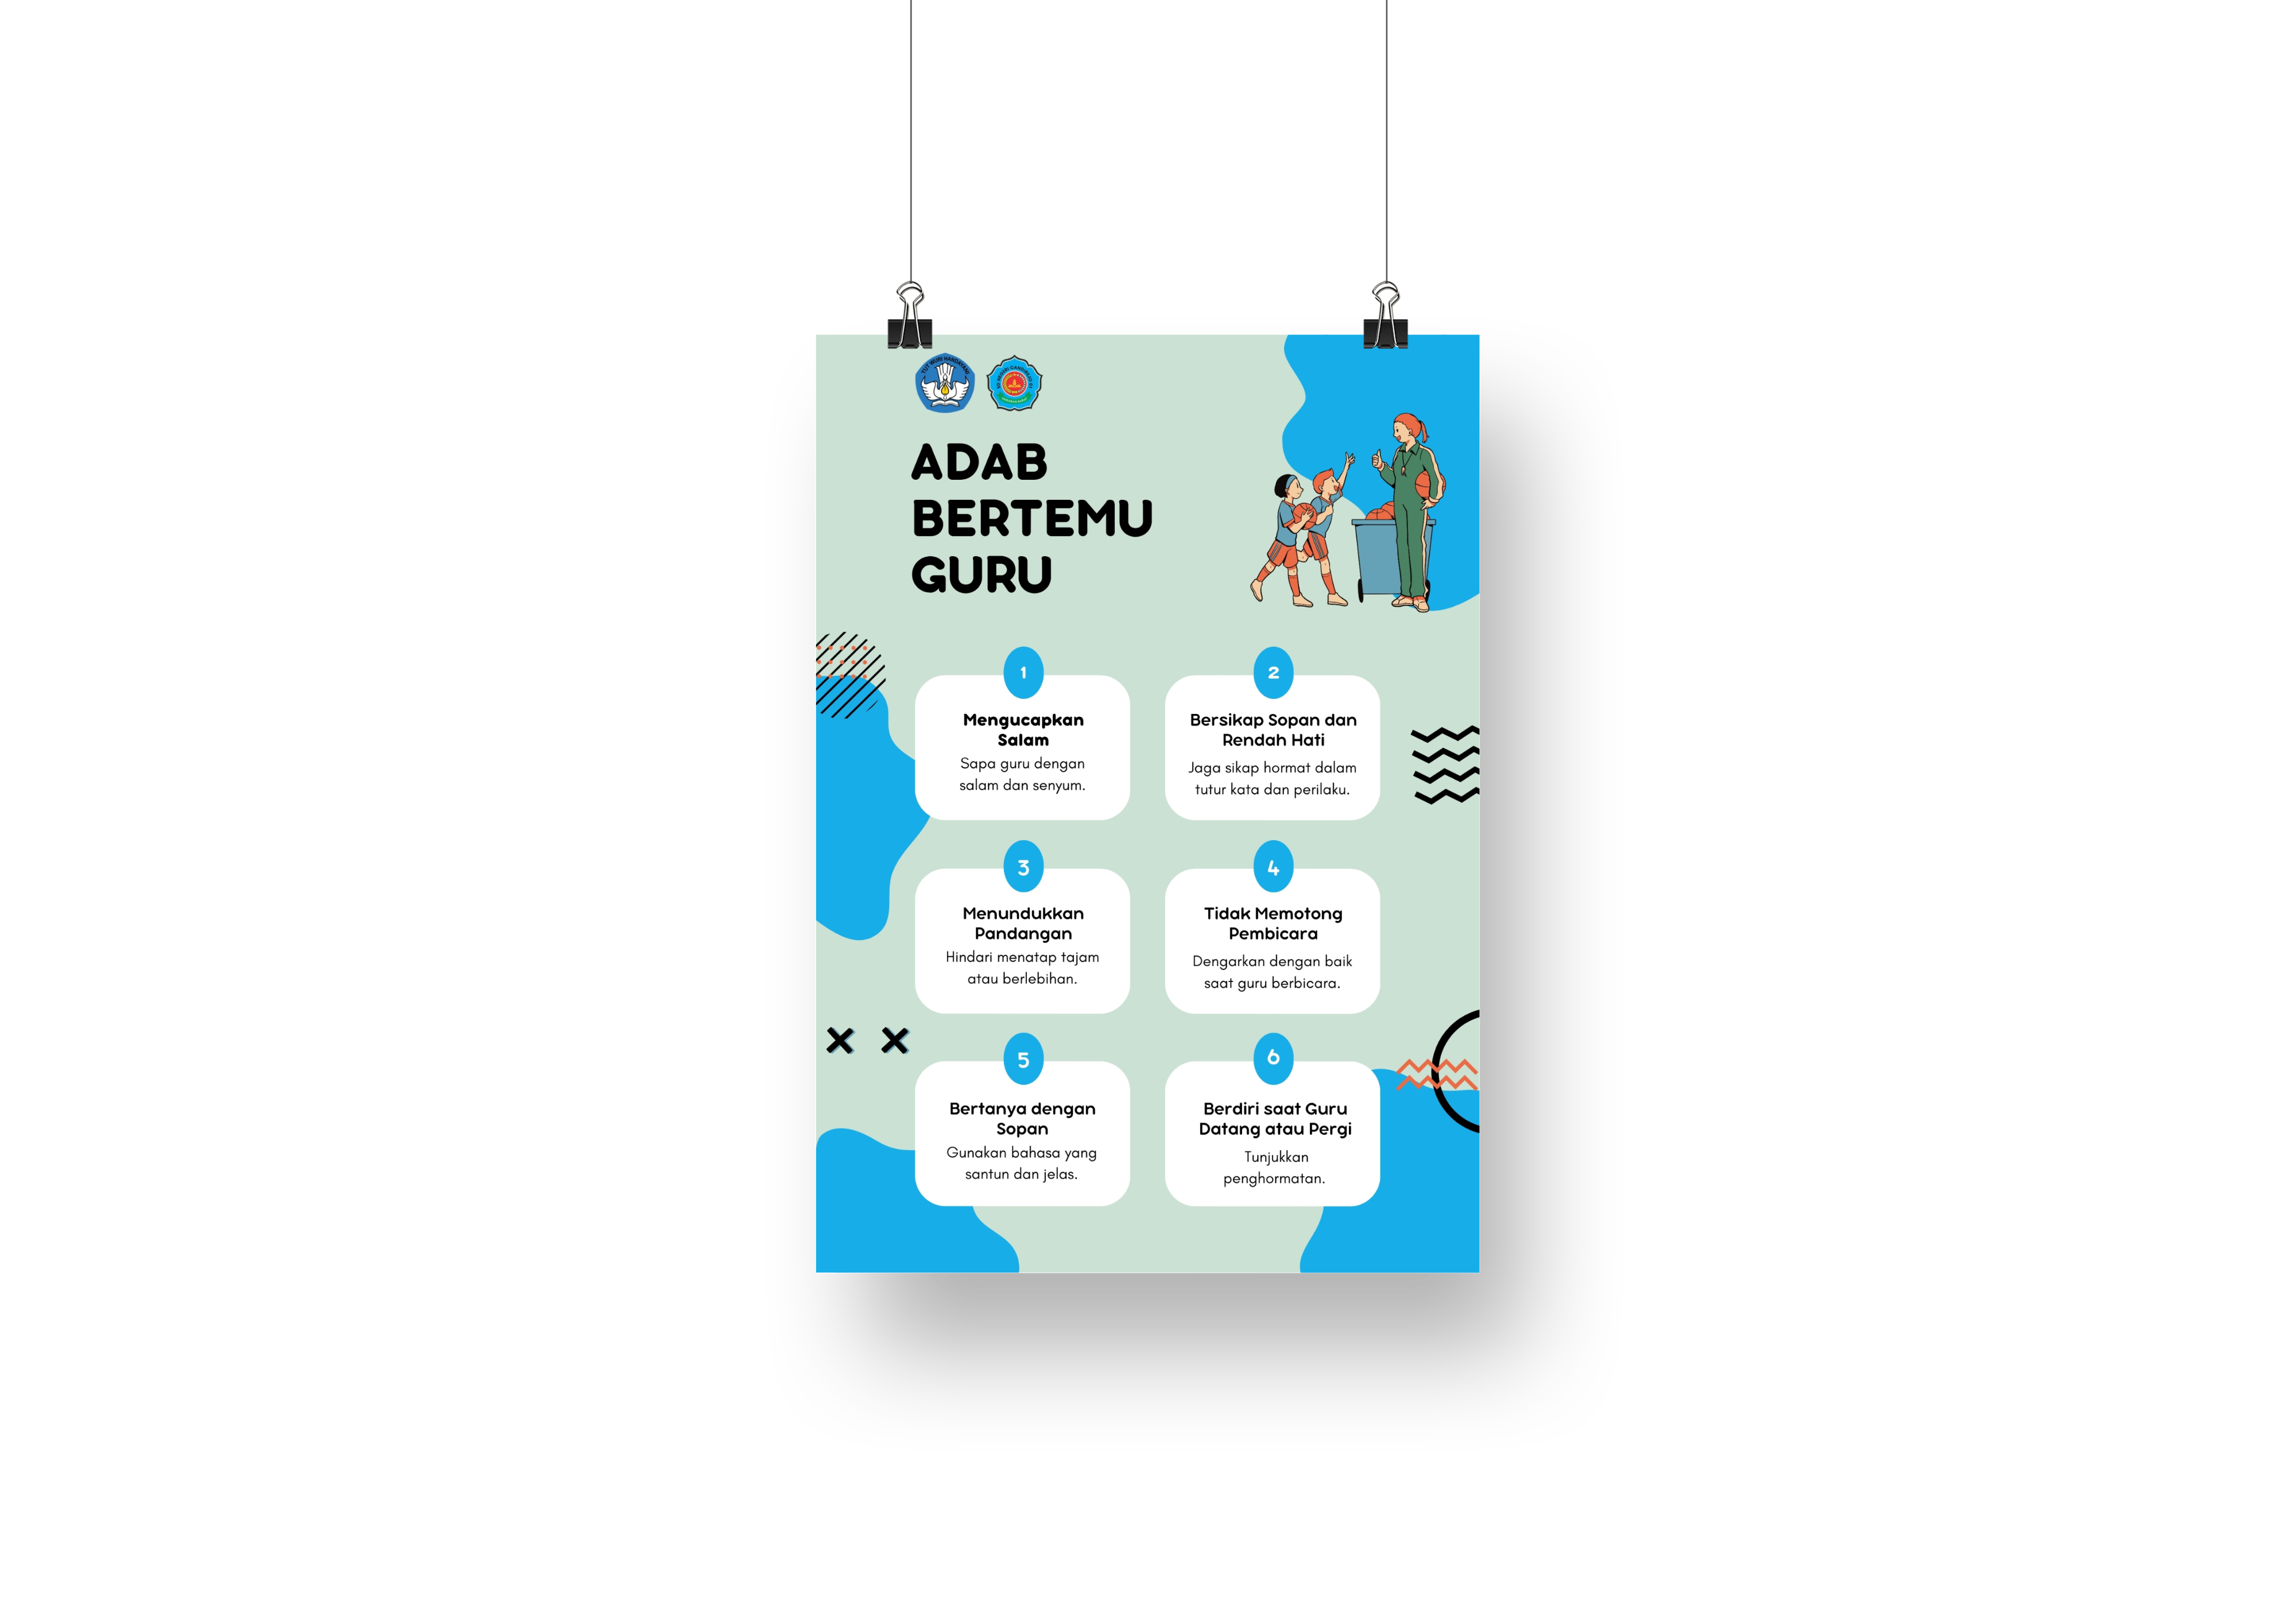 TUT WURI HANDAYANI
ADAB
BERTEMU
GURU
1
Mengucapkan
Salam
Sapa guru dengan
salam dan senyum.
2
Bersikap Sopan dan
Rendah Hati
Jaga sikap hormat dalam
tutur kata dan perilaku.
3
Menundukkan
Pandangan
Hindari menatap tajam
atau berlebihan.
4
Tidak Memotong
Pembicara
Dengarkan dengan baik
saat guru berbicara.
5
Bertanya dengan
Sopan
Gunakan bahasa yang
santun dan jelas.
6
Berdiri saat Guru
Datang atau Pergi
Tunjukkan
penghormatan.